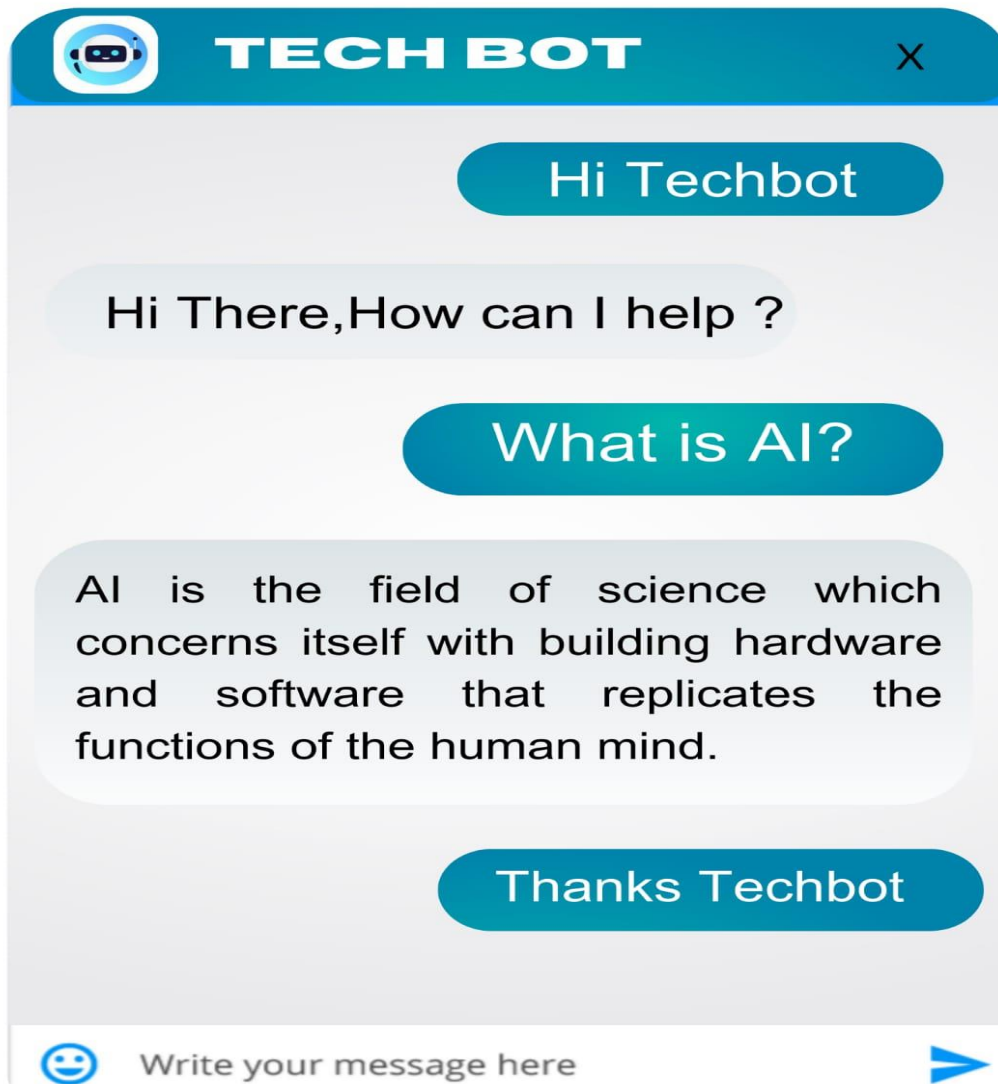 TECH BOT X
Hi Techbot
Hi There,How can I help ?
What is AI?
AI is the field of science which
concerns itself with building hardware
and software that replicates the
functions of the human mind.
Thanks Techbot
Write your message here